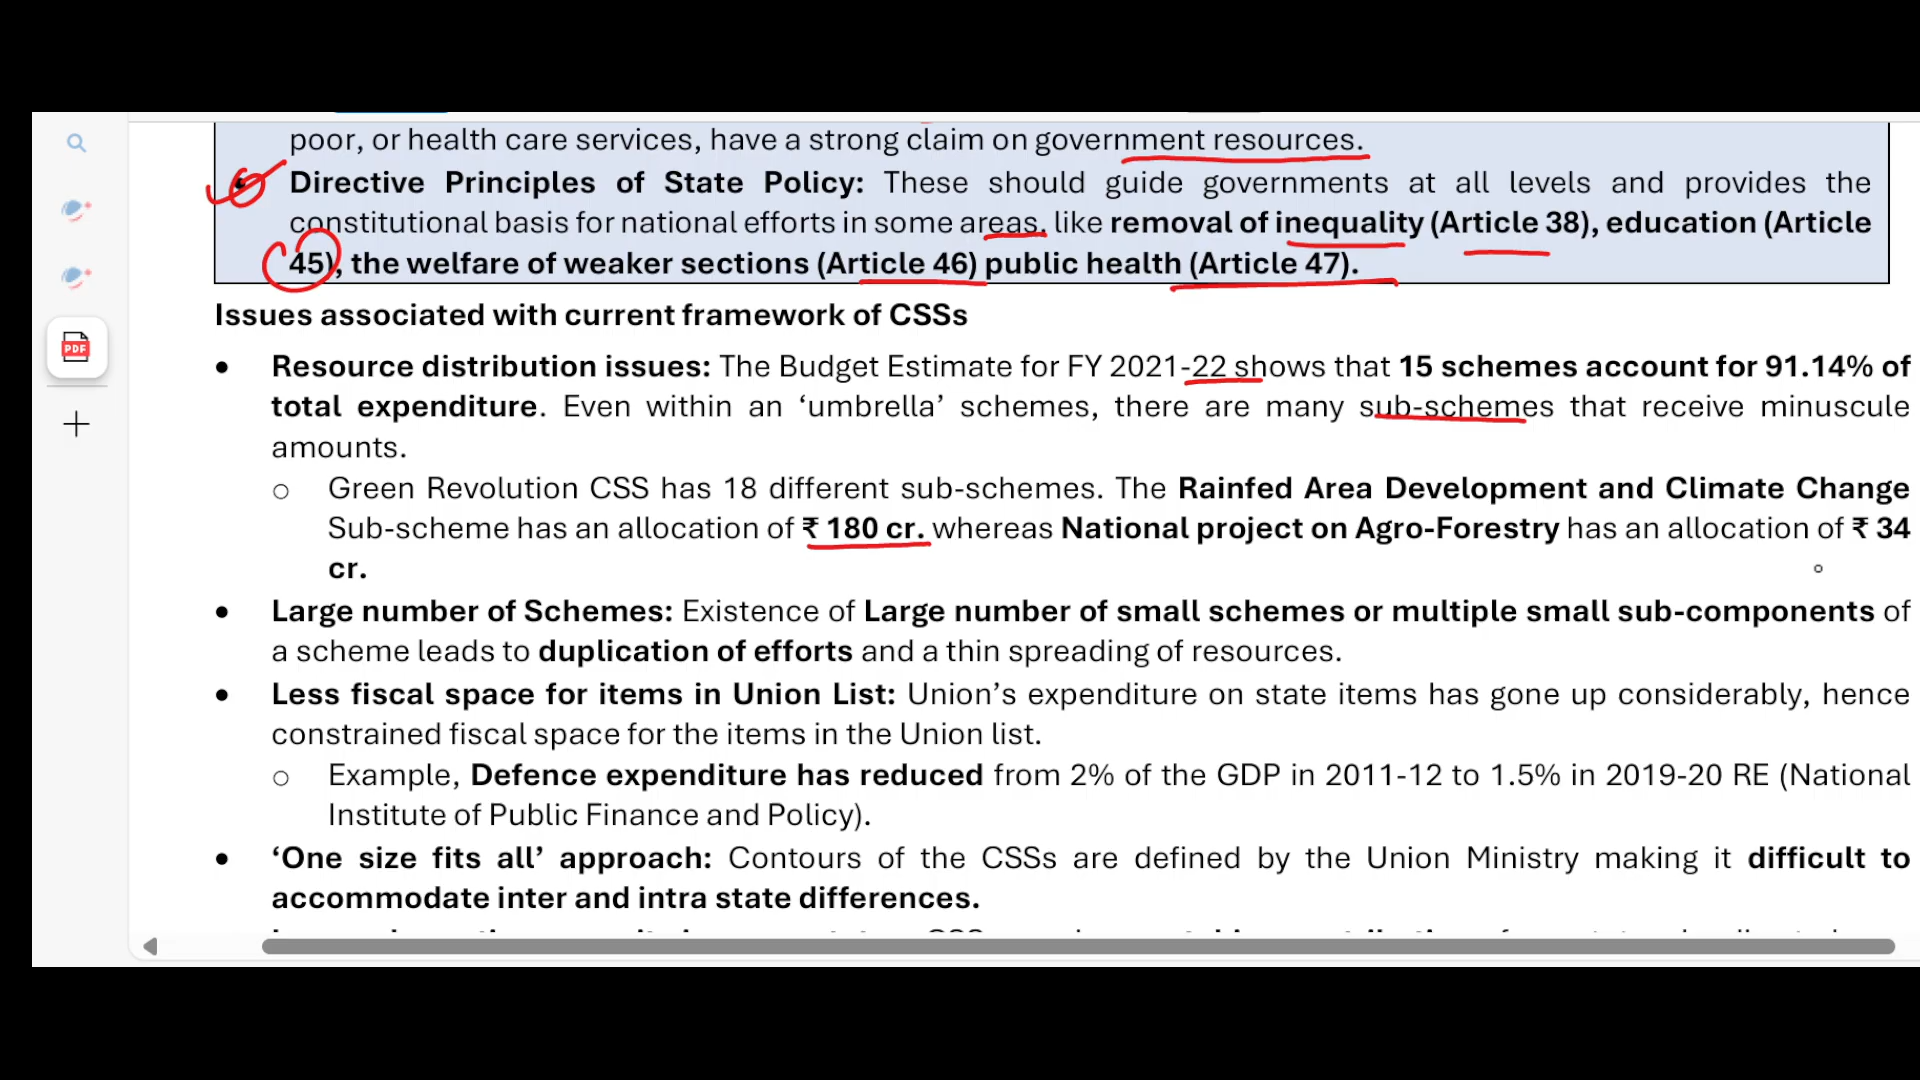 poor, or health care services, have a strong claim on government resources.
Directive Principles of State Policy: These should guide governments at all levels and provides the
constitutional basis for national efforts in some areas, like removal of inequality (Article 38), education (Article
45), the welfare of weaker sections (Article 46) public health (Article 47).
Issues associated with current framework of CSSs
• Resource distribution issues: The Budget Estimate for FY 2021-22 shows that 15 schemes account for 91.14% of
total expenditure. Even within an ‘umbrella’ schemes, there are many sub-schemes that receive minuscule
amounts.
o Green Revolution CSS has 18 different sub-schemes. The Rainfed Area Development and Climate Change
Sub-scheme has an allocation of ₹ 180 cr. whereas National project on Agro-Forestry has an allocation of ₹ 34
cr.
• Large number of Schemes: Existence of Large number of small schemes or multiple small sub-components of
a scheme leads to duplication of efforts and a thin spreading of resources.
• Less fiscal space for items in Union List: Union’s expenditure on state items has gone up considerably, hence
constrained fiscal space for the items in the Union list.
o Example, Defence expenditure has reduced from 2% of the GDP in 2011-12 to 1.5% in 2019-20 RE (National
Institute of Public Finance and Policy).
• ‘One size fits all’ approach: Contours of the CSSs are defined by the Union Ministry making it difficult to
accommodate inter and intra state differences.
PDF